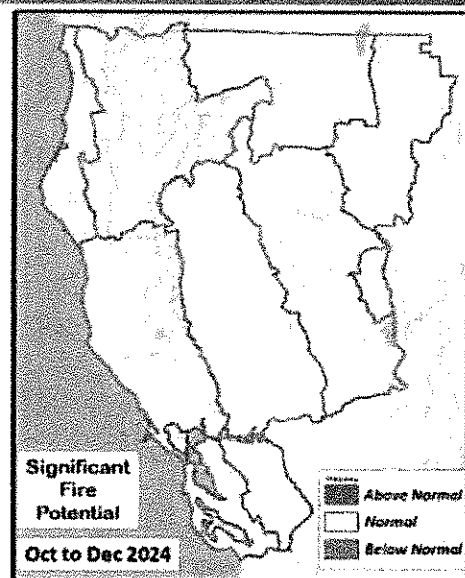 Significant
Fire
Potential
Oct to Dec 2024
Above Normal
Normal
Below Normal